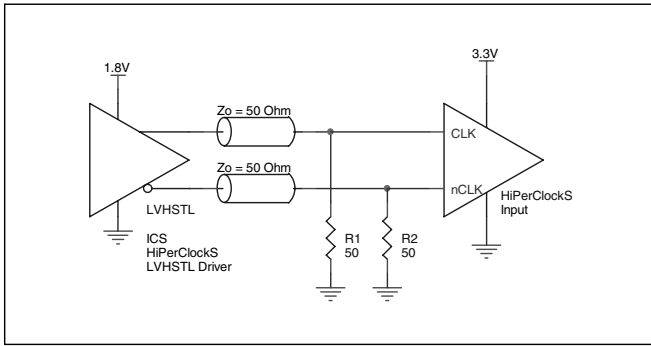 1.8V
3.3V
Zo = 50 Ohm
CLK
Zo = 50 Ohm
nCLK
HiPerClockS
Input
LVHSTL
ICS
HiPerClockS
LVHSTL Driver
R1
50
R2
50